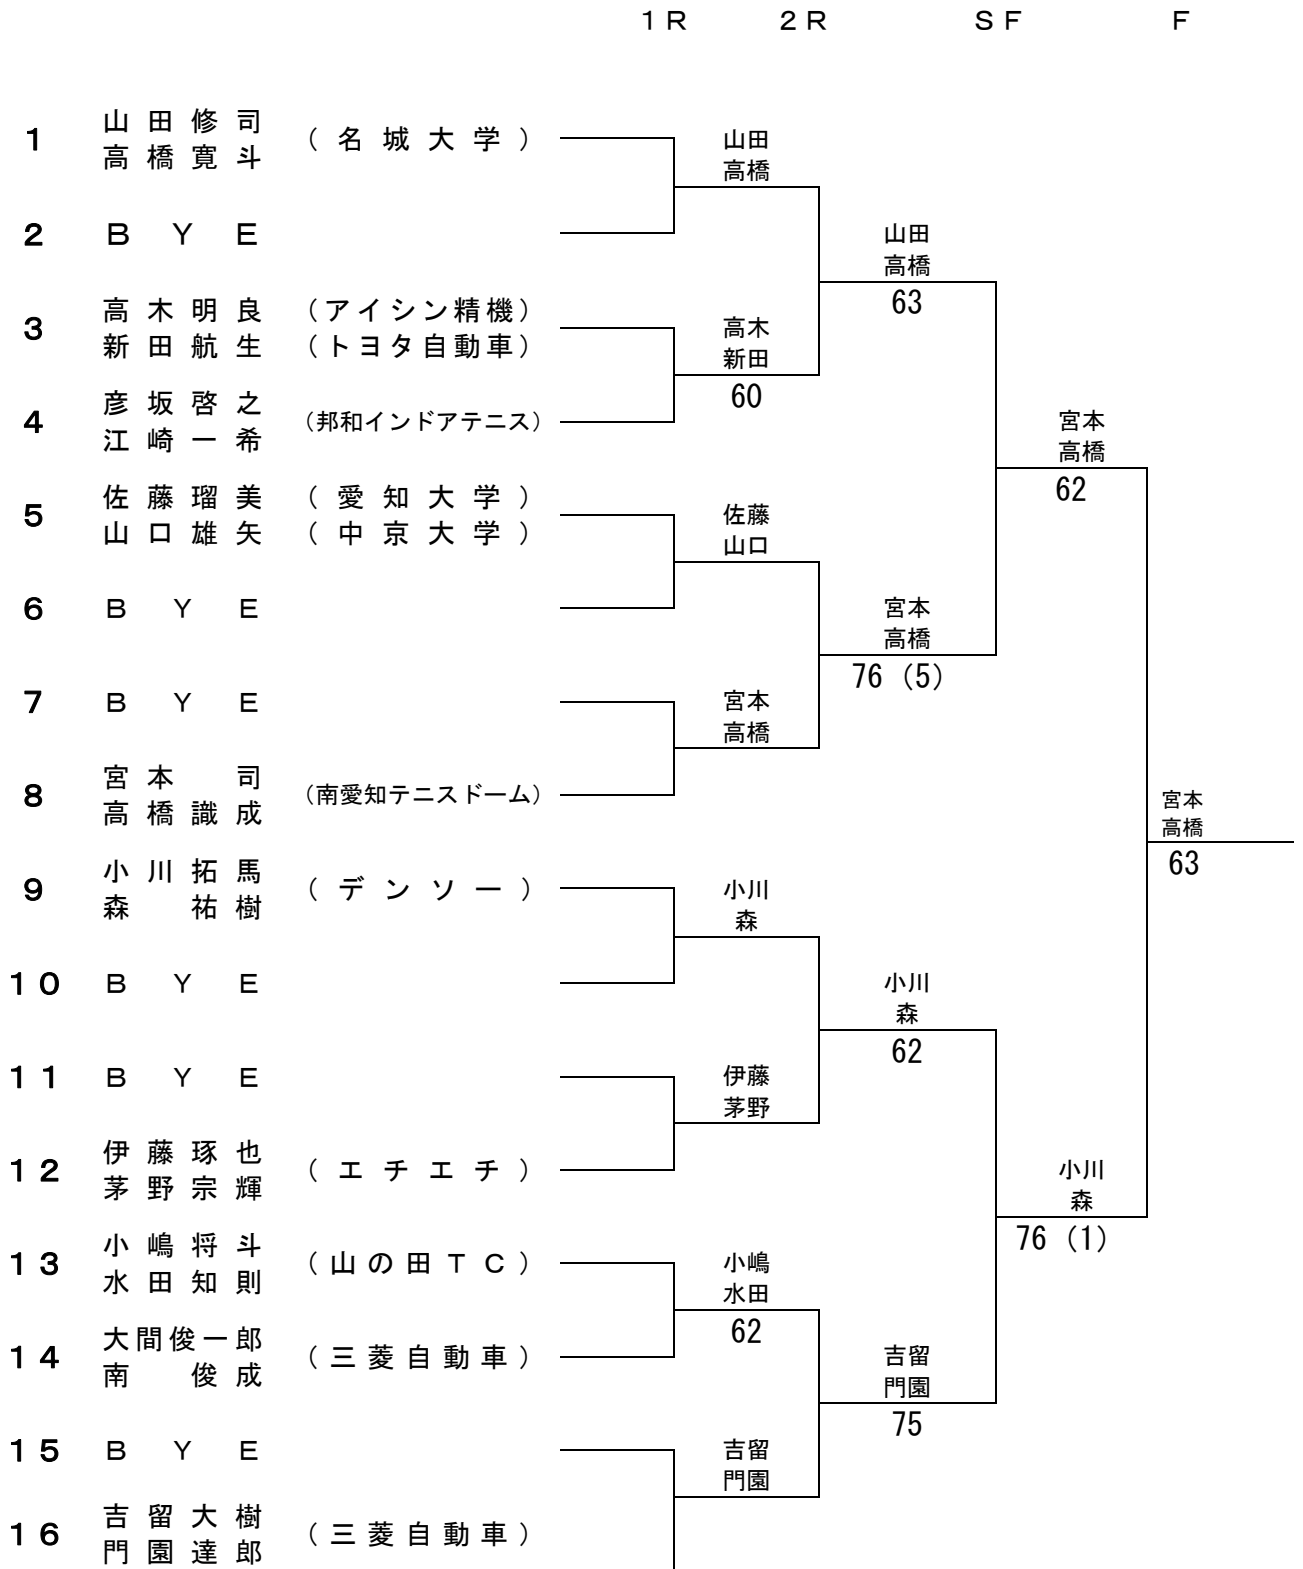 １Ｒ ２Ｒ ＳＦ Ｆ
1 山田修司 （名城大学）
高橋寛斗
山田
高橋
2 ＢＹＥ
山田
高橋
63
3 高木明良 （アイシン精機）
新田航生 （トヨタ自動車）
高木
新田
60
4 彦坂啓之 （邦和インドアテニス）
江崎一希
宮本
高橋
62
5 佐藤瑠美 （愛知大学）
山口雄矢 （中京大学）
佐藤
山口
6 ＢＹＥ
宮本
高橋
76（5）
7 ＢＹＥ
宮本
高橋
8 宮本　司 （南愛知テニスドーム）
高橋識成
宮本
高橋
63
9 小川拓馬 （デンソー）
森　祐樹
小川
森
10 ＢＹＥ
小川
森
62
11 ＢＹＥ
伊藤
茅野
12 伊藤琢也 （エチエチ）
茅野宗輝
小川
森
76（1）
13 小嶋将斗 （山の田ＴＣ）
水田知則
小嶋
水田
62
14 大間俊一郎 （三菱自動車）
南　俊成
吉留
門園
75
15 ＢＹＥ
吉留
門園
16 吉留大樹 （三菱自動車）
門園達郎